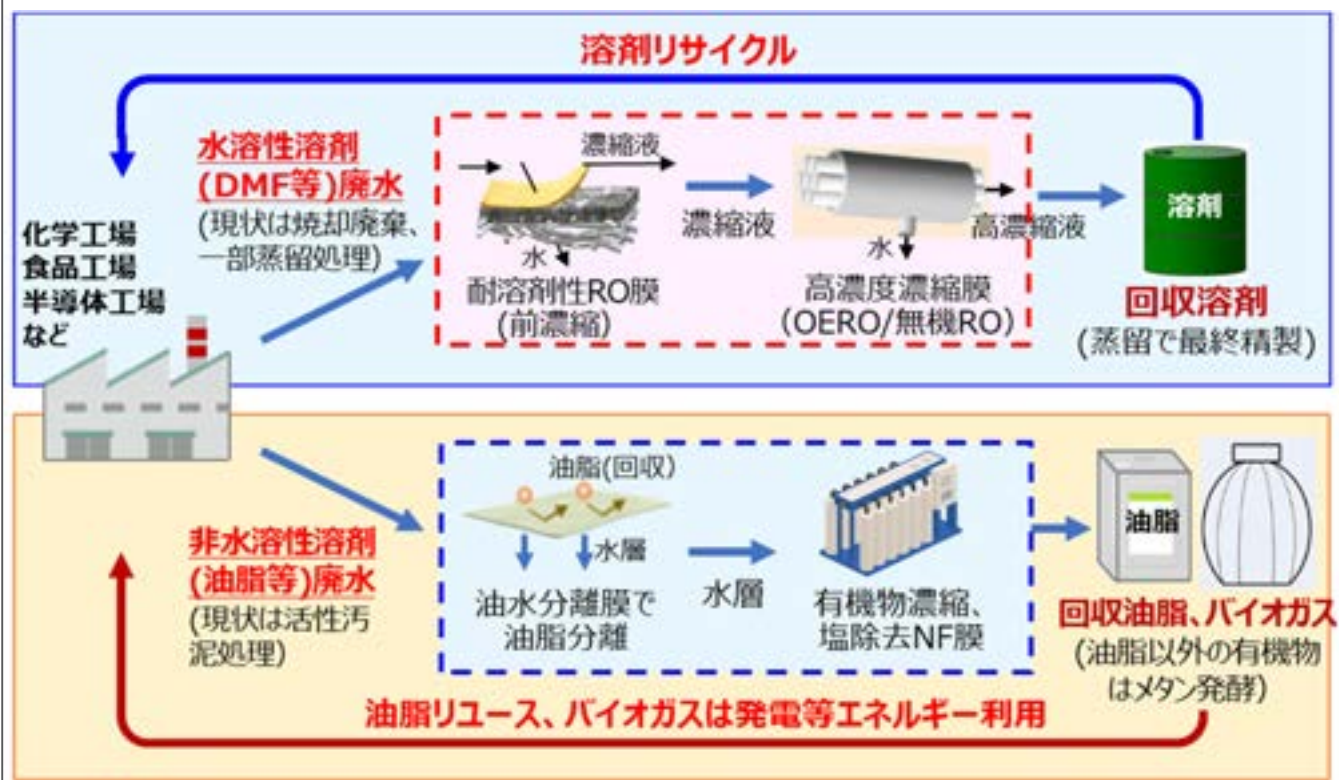 溶剤リサイクル
水溶性溶剤
(DMF等)廃水
(現状は焼却廃棄、
一部蒸留処理)
化学工場
食品工場
半導体工場
など
濃縮液
水
耐溶剤性RO膜
(前濃縮)
濃縮液
水
高濃縮液
高濃度濃縮膜
(OERO/無機RO)
溶剤
回収溶剤
(蒸留で最終精製)
非水溶性溶剤
(油脂等)廃水
(現状は活性汚
泥処理)
油脂(回収)
水層
油水分離膜で
油脂分離
水層
有機物濃縮、
塩除去NF膜
油脂
回収油脂、バイオガス
(油脂以外の有機物
はメタン発酵)
油脂リユース、バイオガスは発電等エネルギー利用